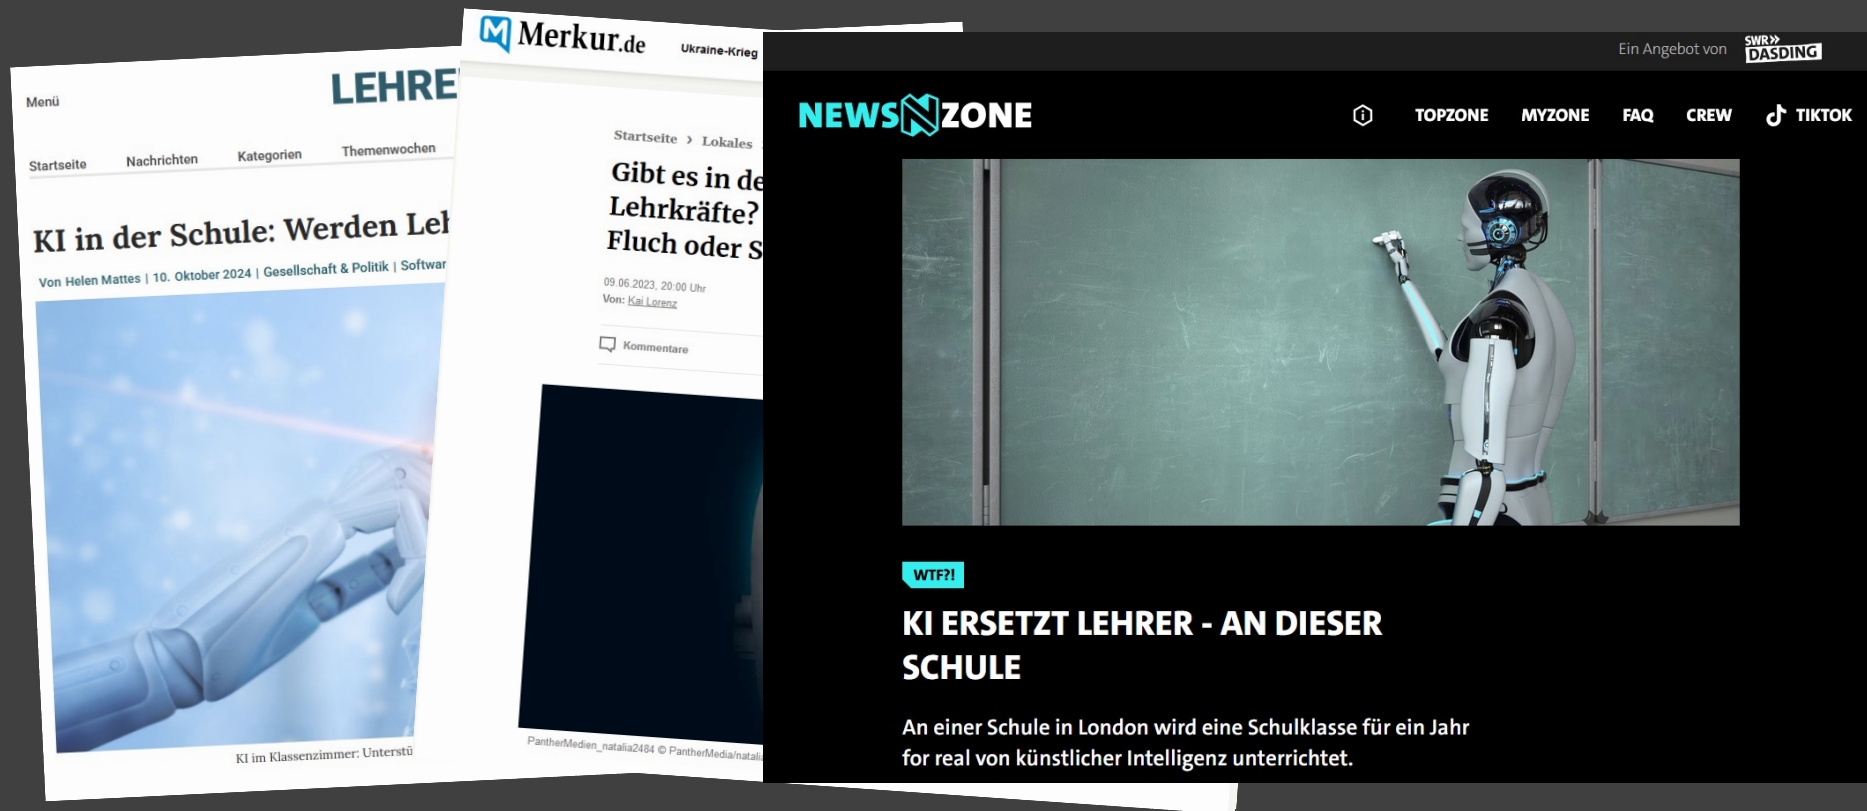 Menü
LEHRE
Startseite Nachrichten Kategorien Themenwochen
KI in der Schule: Werden Leh
Von Helen Mattes | 10. Oktober 2024 | Gesellschaft & Politik | Softwar
KI im Klassenzimmer: Unterstü
Merkur.de
Ukraine-Krieg
Startseite > Lokales
Gibt es in de
Lehrkräfte?
Fluch oder S
09.06.2023, 20:00 Uhr
Von: Kai Lorenz
Kommentare
PantherMedien_natalia2484 © PantherMedia/natalia
Ein Angebot von SWR» DASDING
NEWSZONE
TOPZONE MYZONE FAQ CREW TIKTOK
WTF?!
KI ERSETZT LEHRER - AN DIESER
SCHULE
An einer Schule in London wird eine Schulklasse für ein Jahr
for real von künstlicher Intelligenz unterrichtet.